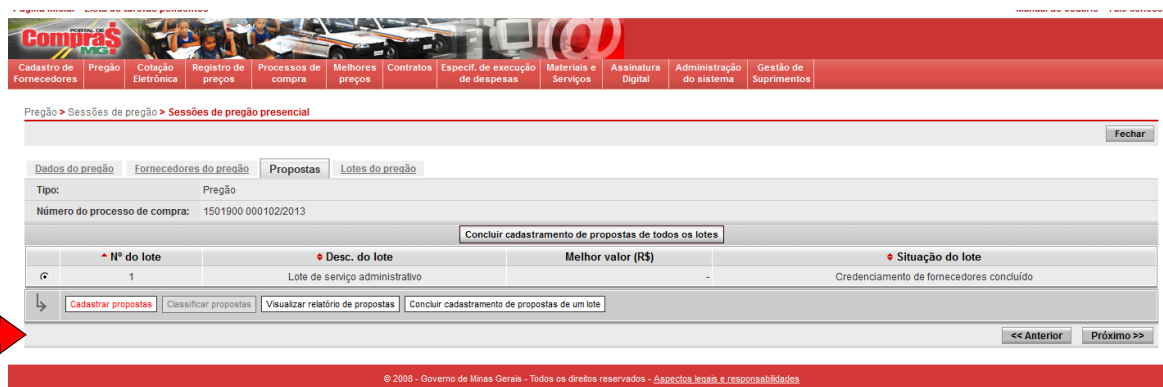 PORTAL DE
Compra$
MG
Cadastro de Fornecedores Pregão Cotação Eletrônica Registro de preços Processos de compra Melhores preços Contratos Especif. de execução de despesas Materiais e Serviços Assinatura Digital Administração do sistema Gestão de Suprimentos
Pregão > Sessões de pregão > Sessões de pregão presencial
Fechar
Dados do pregão Fornecedores do pregão Propostas Lotes do pregão
Tipo: Pregão
Número do processo de compra: 1501900 000102/2013
Concluir cadastramento de propostas de todos os lotes
Nº do lote Desc. do lote Melhor valor (R$) Situação do lote
1 Lote de serviço administrativo - Credenciamento de fornecedores concluído
Cadastrar propostas Classificar propostas Visualizar relatório de propostas Concluir cadastramento de propostas de um lote
<< Anterior Próximo >>
© 2008 - Governo de Minas Gerais - Todos os direitos reservados - Aspectos legais e responsabilidades